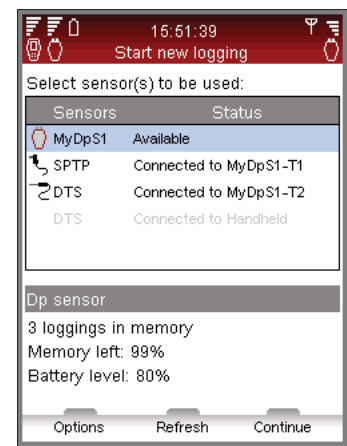 15:51:39
Start new logging
Select sensor(s) to be used:
Sensors Status
MyDpS1 Available
SPTP Connected to MyDpS1-T1
DTS Connected to MyDpS1-T2
DTS Connected to Handheld
Dp sensor
3 loggings in memory
Memory left: 99%
Battery level: 80%
Options Refresh Continue